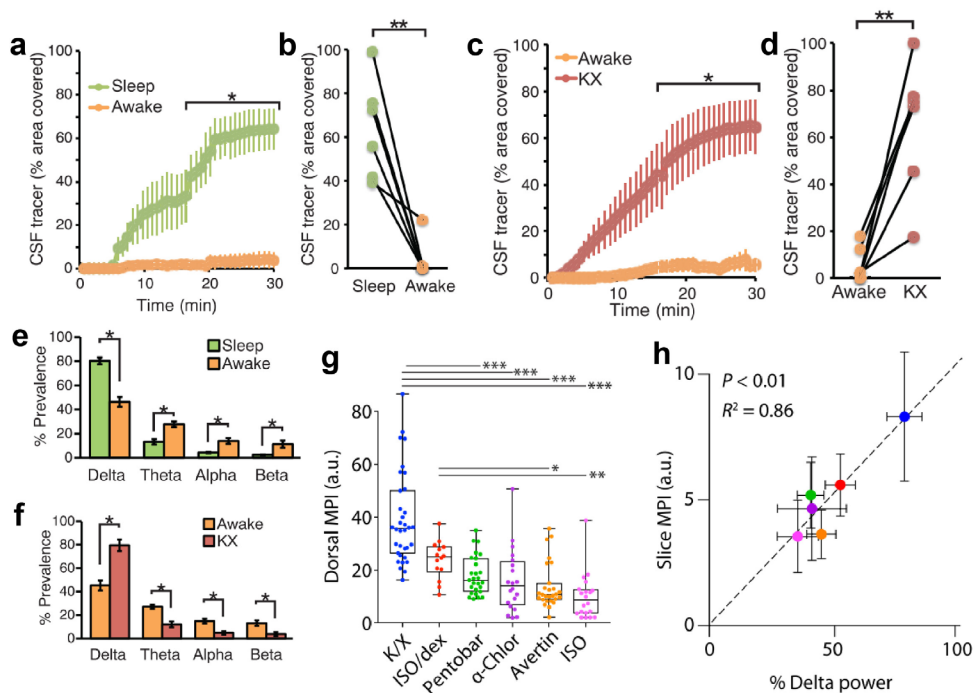 a
CSF tracer (% area covered)
100
80
60
40
20
0
Sleep
Awake
*
0
10
20
30
Time (min)
b
CSF tracer (% area covered)
100
80
60
40
20
0
**
Sleep Awake
c
CSF tracer (% area covered)
100
80
60
40
20
0
Awake
KX
*
0
10
20
30
Time (min)
d
CSF tracer (% area covered)
100
80
60
40
20
0
**
Awake KX
e
% Prevalence
100
80
60
40
20
0
Sleep
Awake
*
*
*
*
Delta Theta Alpha Beta
f
% Prevalence
100
80
60
40
20
0
Awake
KX
*
*
*
*
Delta Theta Alpha Beta
g
Dorsal MPI (a.u.)
80
60
40
20
0
***
***
***
***
*
**
K/X
ISO/dex
Pentobar
α-Chlor
Avertin
ISO
h
Slice MPI (a.u.)
10
5
0
P < 0.01
R² = 0.86
0
50
100
% Delta power